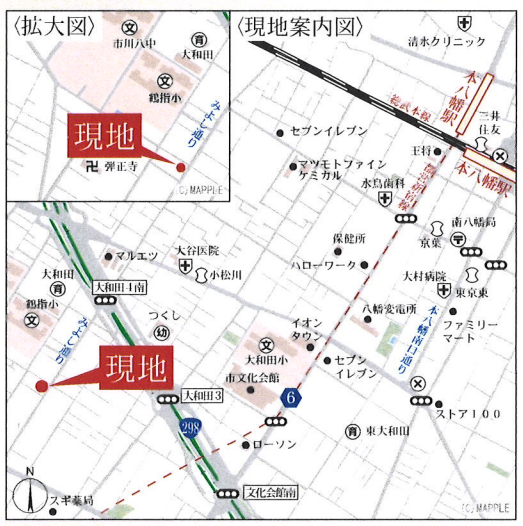 〈拡大図〉
市川八中
大和田
鶴指小
みよい通り
現地
弾正寺
(C)MAPPLE
〈現地案内図〉
清水クリニック
本八幡駅
総武本線
三井
住友
セブンイレブン
王将
本八幡駅
マツモトファイン
ケミカル
水鳥歯科
都営新宿線
南八幡局
京葉
保健所
ハローワーク
大村病院
東京東
マルエツ
大谷医院
小松川
大和田
大和田4南
鶴指小
みよい通り
つくし
八幡変電所
本八幡南口通り
ファミリー
マート
イオン
タウン
大和田小
セブン
イレブン
現地
市文化会館
大和田3
6
ストア100
298
ローソン
東大和田
N
スギ薬局
文化会館南
(C)MAPPLE